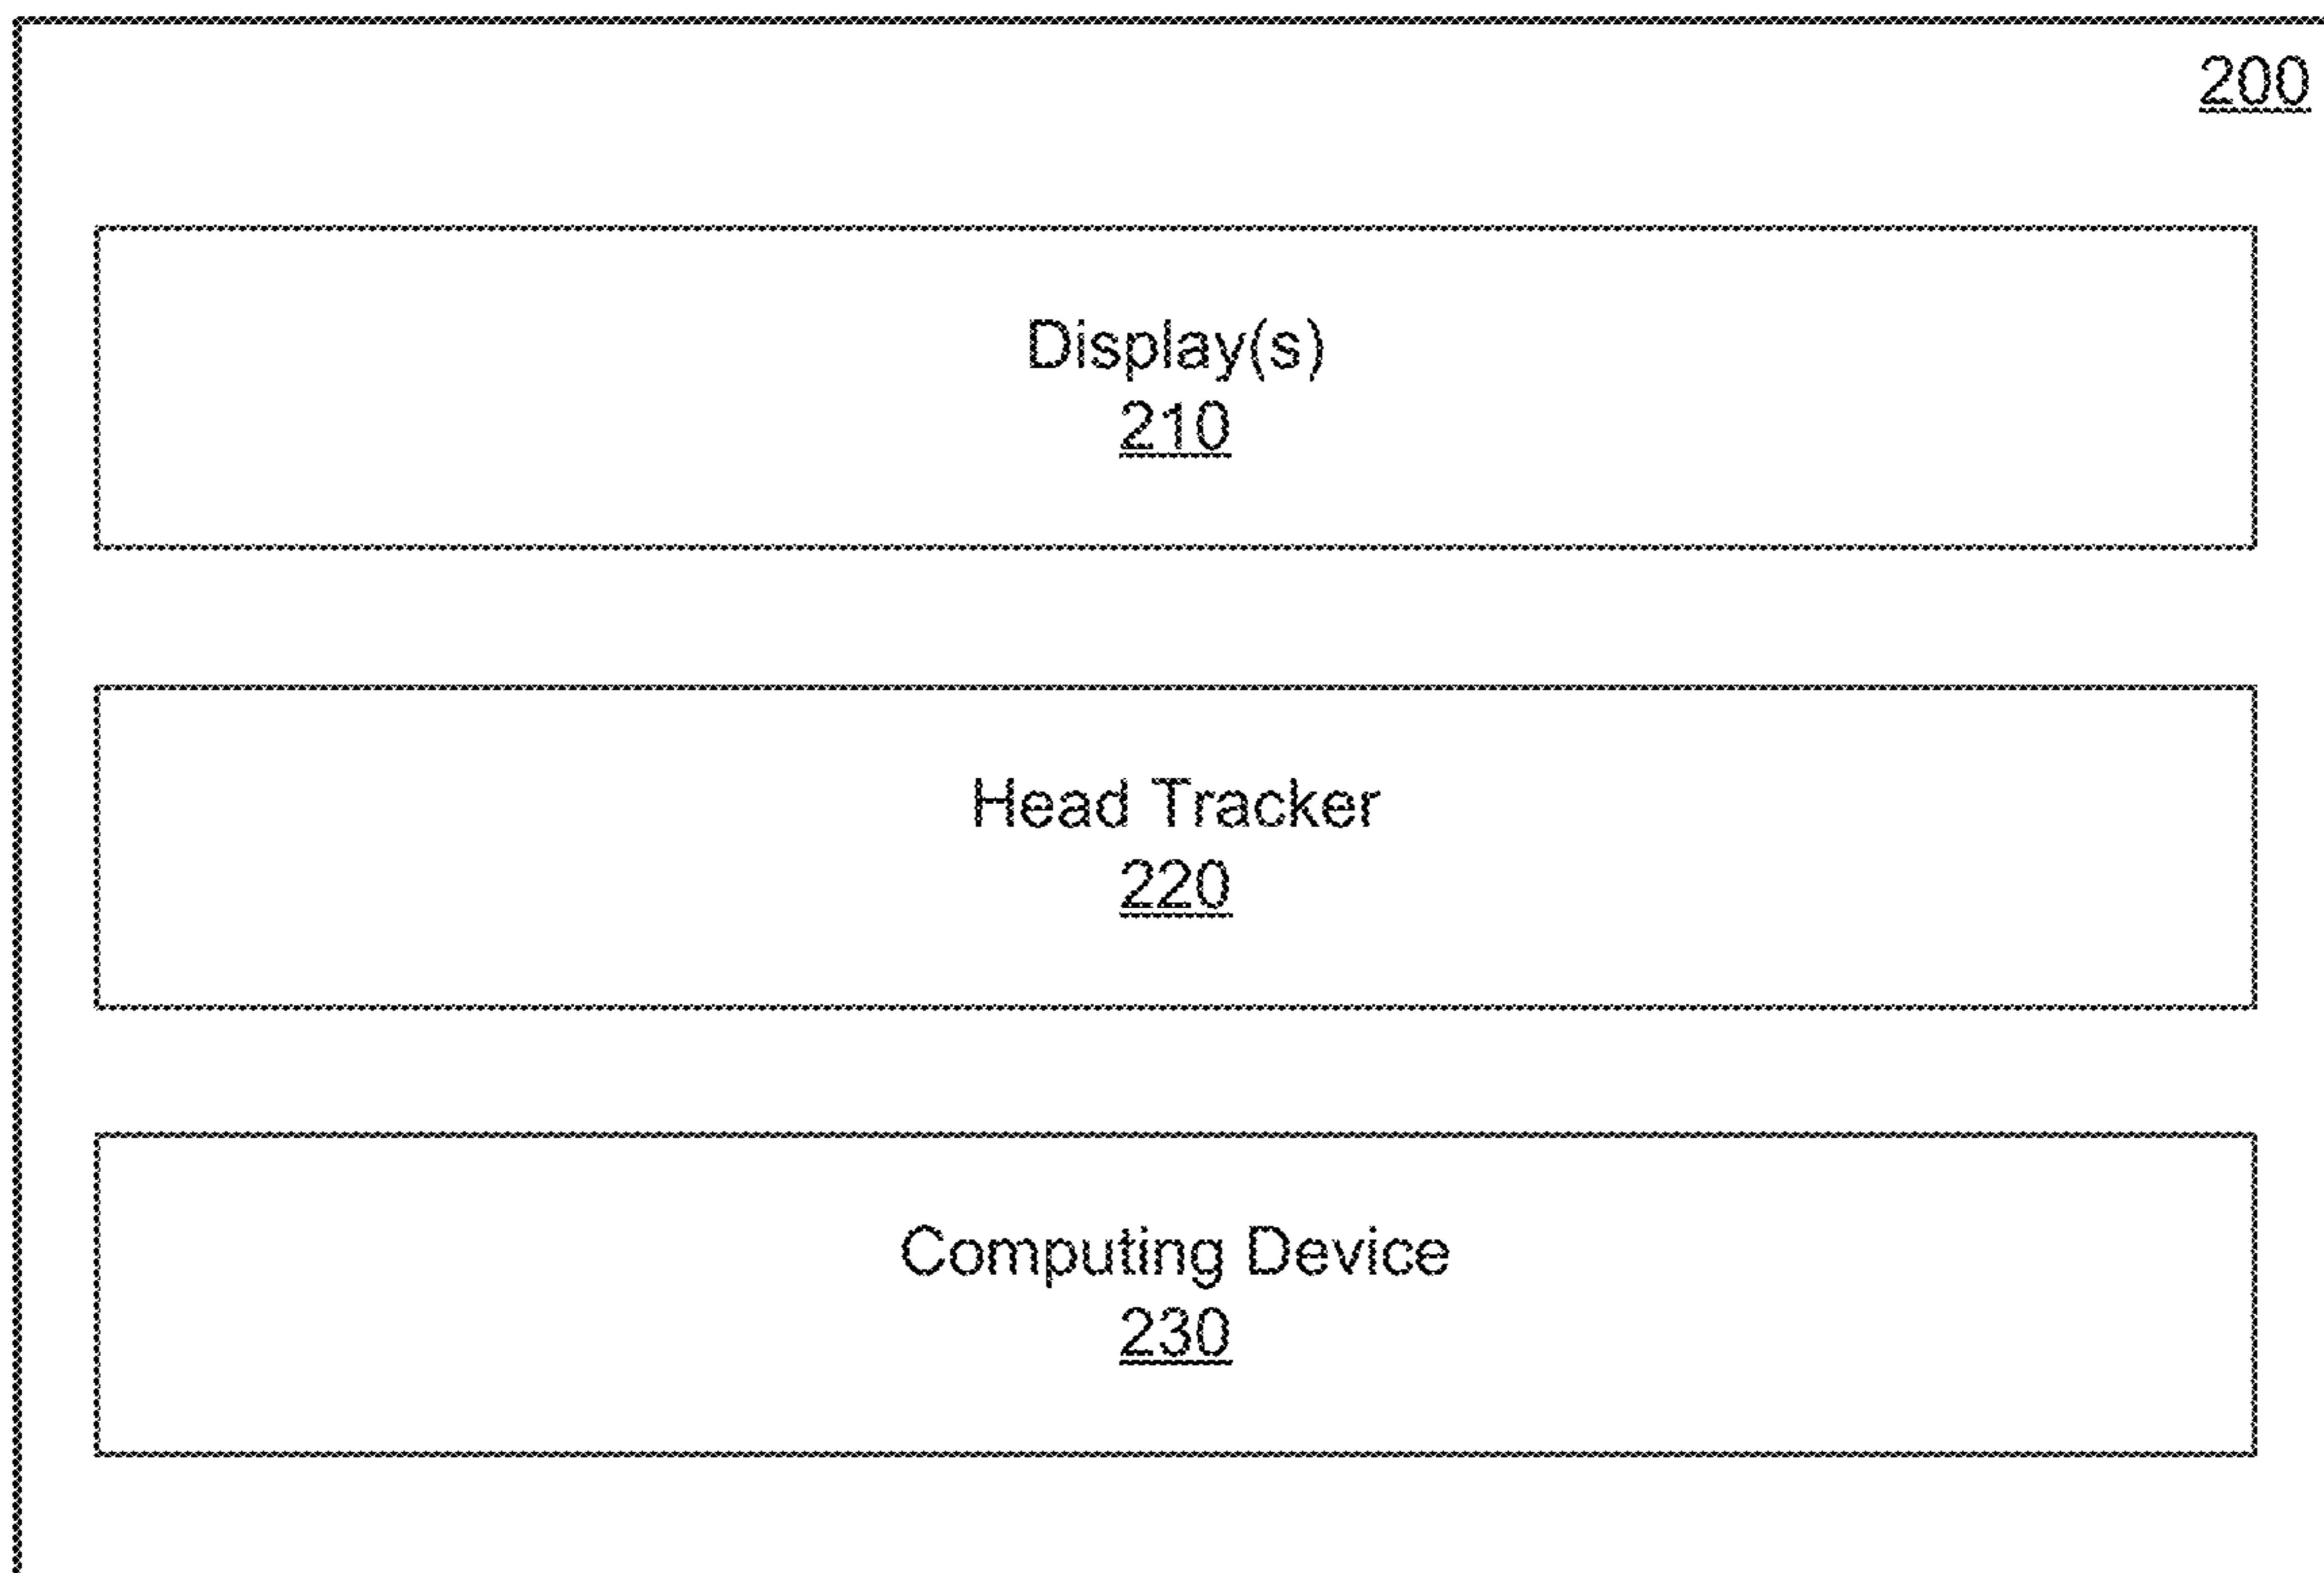 200
Display(s)
210
Head Tracker
220
Computing Device
230